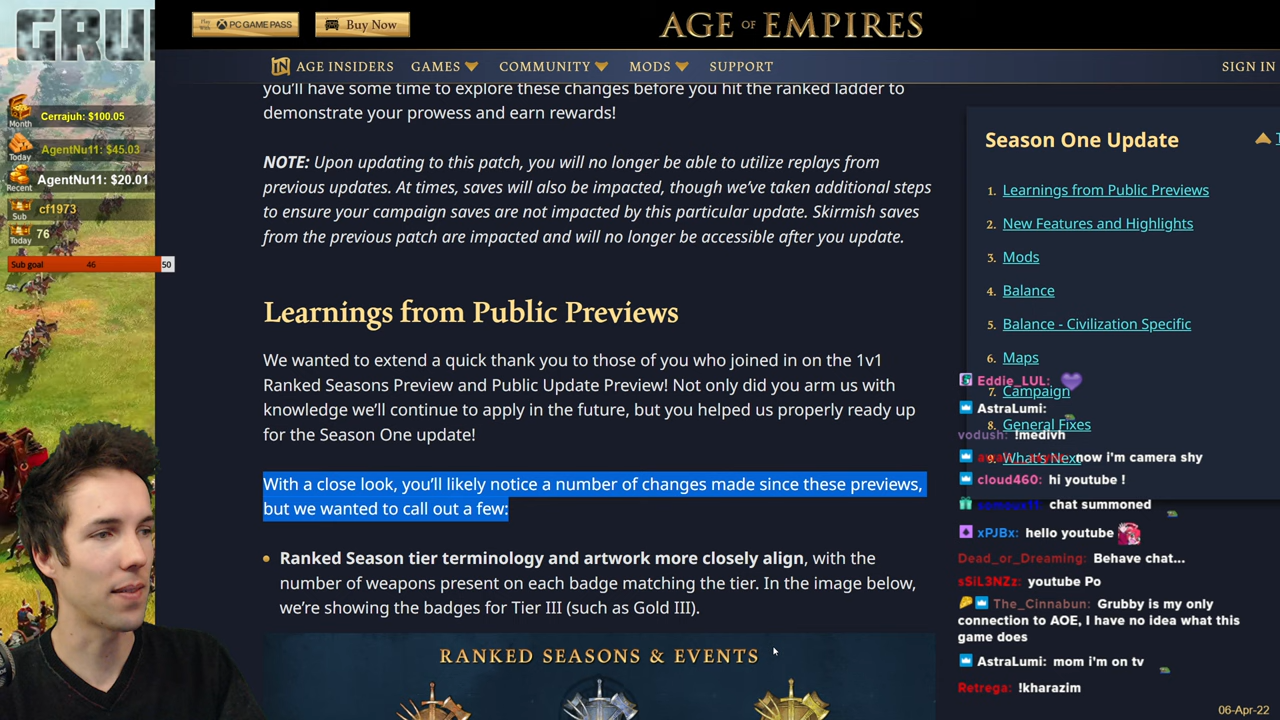 GRU
PC GAME PASS
Buy Now
AGE OF EMPIRES
AGE INSIDERS
GAMES
COMMUNITY
MODS
SUPPORT
SIGN IN
Month
Cerrajuh: $100.05
Today
AgentNu11: $45.03
Recent
AgentNu11: $20.01
Sub
cf1973
Today
76
Sub goal 46 50
you'll have some time to explore these changes before you hit the ranked ladder to
demonstrate your prowess and earn rewards!
NOTE: Upon updating to this patch, you will no longer be able to utilize replays from
previous updates. At times, saves will also be impacted, though we've taken additional steps
to ensure your campaign saves are not impacted by this particular update. Skirmish saves
from the previous patch are impacted and will no longer be accessible after you update.
Learnings from Public Previews
We wanted to extend a quick thank you to those of you who joined in on the 1v1
Ranked Seasons Preview and Public Update Preview! Not only did you arm us with
knowledge we'll continue to apply in the future, but you helped us properly ready up
for the Season One update!
With a close look, you'll likely notice a number of changes made since these previews,
but we wanted to call out a few:
Ranked Season tier terminology and artwork more closely align, with the
number of weapons present on each badge matching the tier. In the image below,
we're showing the badges for Tier III (such as Gold III).
RANKED SEASONS & EVENTS
Season One Update
1. Learnings from Public Previews
2. New Features and Highlights
3. Mods
4. Balance
5. Balance - Civilization Specific
6. Maps
7. Campaign
8. General Fixes
9. What's Next
Eddie_LUL:
AstraLumi:
vodush: !medivh
now i'm camera shy
cloud460: hi youtube !
chat summoned
xPJBx: hello youtube
Dead_or_Dreaming: Behave chat...
sSiL3NZz: youtube Po
The_Cinnabun: Grubby is my only
connection to AOE, I have no idea what this
game does
AstraLumi: mom i'm on tv
Retrega: !kharazim
06-Apr-22